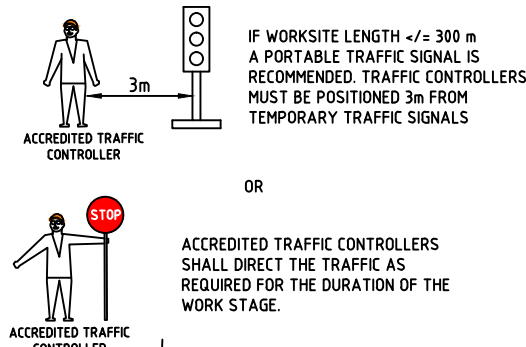 IF WORKSITE LENGTH </= 300 m
A PORTABLE TRAFFIC SIGNAL IS
RECOMMENDED. TRAFFIC CONTROLLERS
MUST BE POSITIONED 3m FROM
TEMPORARY TRAFFIC SIGNALS
3m
ACCREDITED TRAFFIC
CONTROLLER
OR
STOP
ACCREDITED TRAFFIC CONTROLLERS
SHALL DIRECT THE TRAFFIC AS
REQUIRED FOR THE DURATION OF THE
WORK STAGE.
ACCREDITED TRAFFIC
CONTROLLER